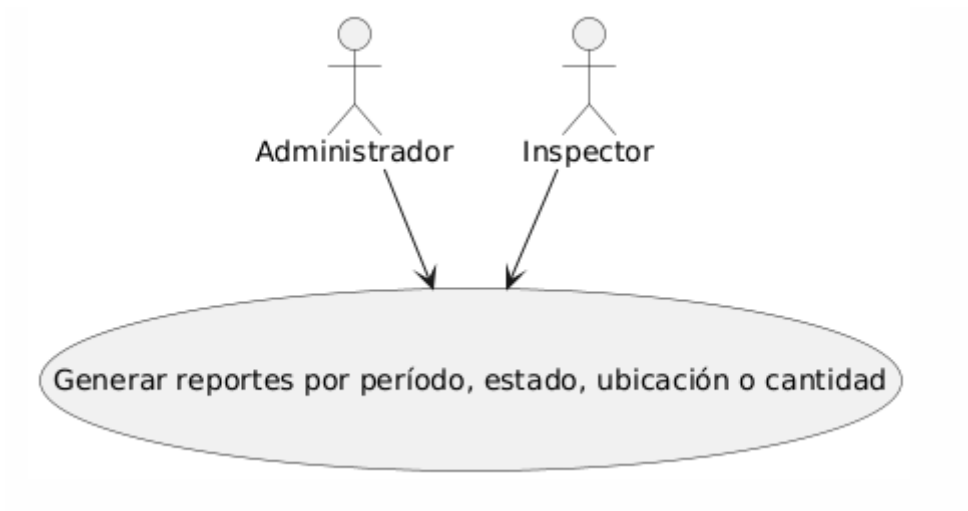 Administrador Inspector
Generar reportes por período, estado, ubicación o cantidad